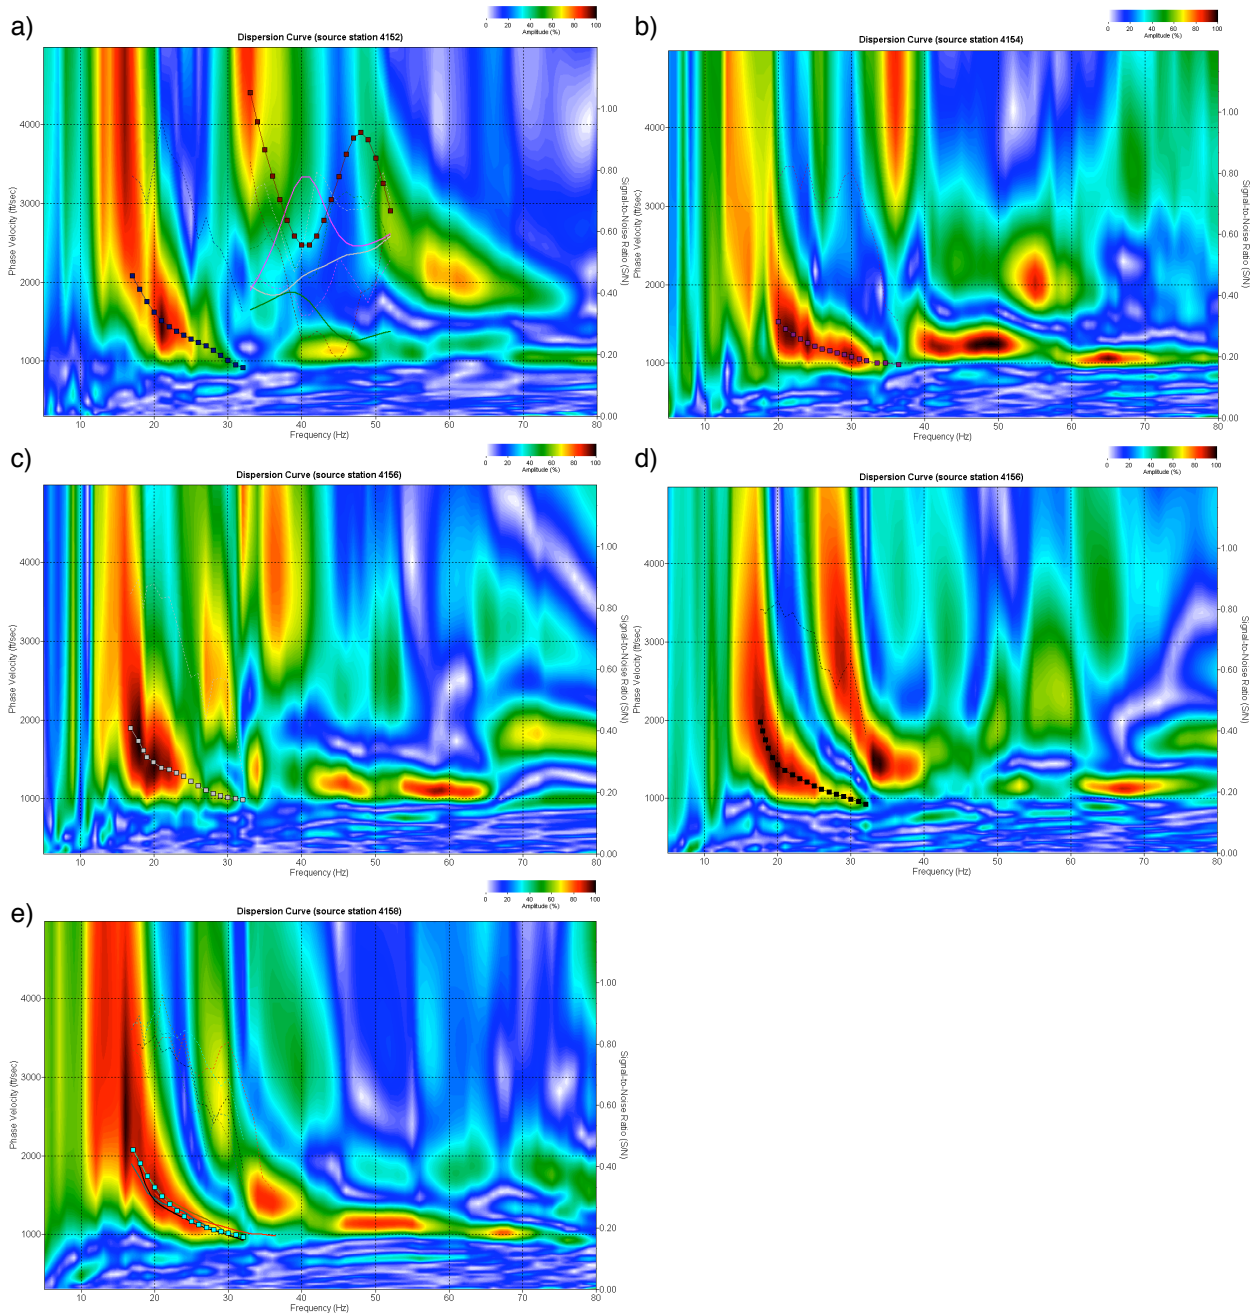 a)
0 20 40 60 80 100
Amplitude (%)
Dispersion Curve (source station 4152)
Phase Velocity (ft/sec)
4000
3000
2000
1000
1.00
0.80
0.60
0.40
0.20
0.00
Signal-to-Noise Ratio (S/N)
10 20 30 40 50 60 70 80
Frequency (Hz)
b)
0 20 40 60 80 100
Amplitude (%)
Dispersion Curve (source station 4154)
Phase Velocity (ft/sec)
4000
3000
2000
1000
1.00
0.80
0.60
0.40
0.20
0.00
Signal-to-Noise Ratio (S/N)
10 20 30 40 50 60 70 80
Frequency (Hz)
c)
0 20 40 60 80 100
Amplitude (%)
Dispersion Curve (source station 4156)
Phase Velocity (ft/sec)
4000
3000
2000
1000
1.00
0.80
0.60
0.40
0.20
0.00
Signal-to-Noise Ratio (S/N)
10 20 30 40 50 60 70 80
Frequency (Hz)
d)
0 20 40 60 80 100
Amplitude (%)
Dispersion Curve (source station 4156)
Phase Velocity (ft/sec)
4000
3000
2000
1000
1.00
0.80
0.60
0.40
0.20
0.00
Signal-to-Noise Ratio (S/N)
10 20 30 40 50 60 70 80
Frequency (Hz)
e)
0 20 40 60 80 100
Amplitude (%)
Dispersion Curve (source station 4158)
Phase Velocity (ft/sec)
4000
3000
2000
1000
1.00
0.80
0.60
0.40
0.20
0.00
Signal-to-Noise Ratio (S/N)
10 20 30 40 50 60 70 80
Frequency (Hz)